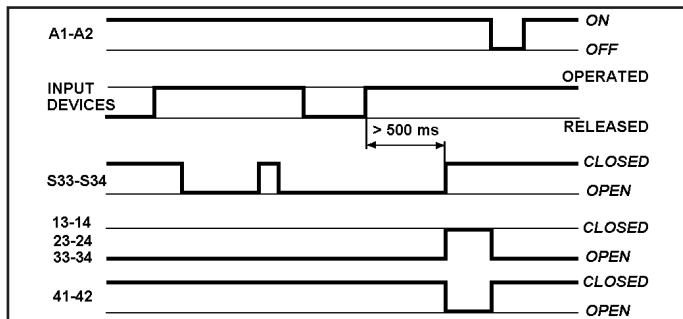 A1-A2
ON
OFF
INPUT
DEVICES
OPERATED
RELEASED
> 500 ms
S33-S34
CLOSED
OPEN
13-14
23-24
33-34
CLOSED
OPEN
41-42
CLOSED
OPEN